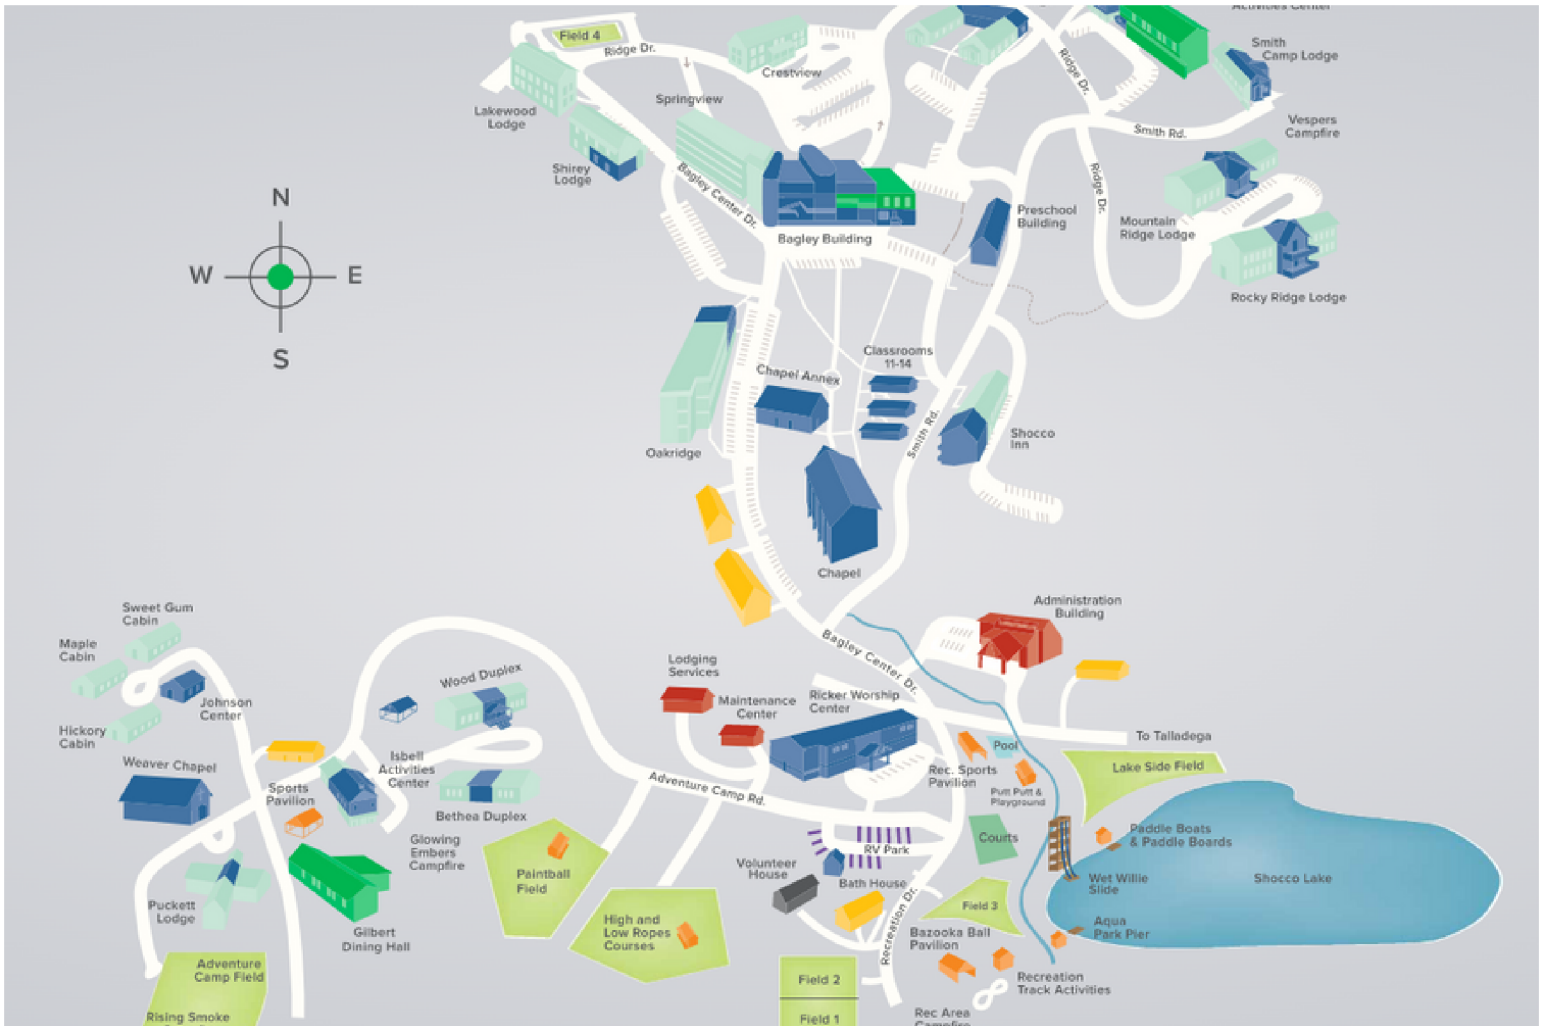 Activities Center
Field 4
Ridge Dr.
Crestview
Ridge Dr.
Smith
Camp Lodge
Lakewood
Lodge
Springview
Smith Rd.
Vespers
Campfire
Shirey
Lodge
Bagley Center Dr.
Ridge Dr.
Preschool
Building
Mountain
Ridge Lodge
Bagley Building
Rocky Ridge Lodge
N
W
E
S
Classrooms
11-14
Chapel Annex
Smith Rd.
Shocco
Inn
Oakridge
Chapel
Sweet Gum
Cabin
Maple
Cabin
Johnson
Center
Hickory
Cabin
Administration
Building
Bagley Center Dr.
Lodging
Services
Wood Duplex
Maintenance
Center
Ricker Worship
Center
To Talladega
Pool
Weaver Chapel
Isbell
Activities
Center
Sports
Pavilion
Adventure Camp Rd.
Rec. Sports
Pavilion
Putt Putt &
Playground
Lake Side Field
Bethea Duplex
Glowing
Embers
Campfire
Courts
Paddle Boats
& Paddle Boards
RV Park
Volunteer
House
Bath House
Paintball
Field
Wet Willie
Slide
Shocco Lake
Puckett
Lodge
Gilbert
Dining Hall
High and
Low Ropes
Courses
Recreation Dr.
Field 3
Aqua
Park Pier
Bazooka Ball
Pavilion
Adventure
Camp Field
Field 2
Recreation
Track Activities
Rising Smoke
Field 1
Rec Area
Campfire